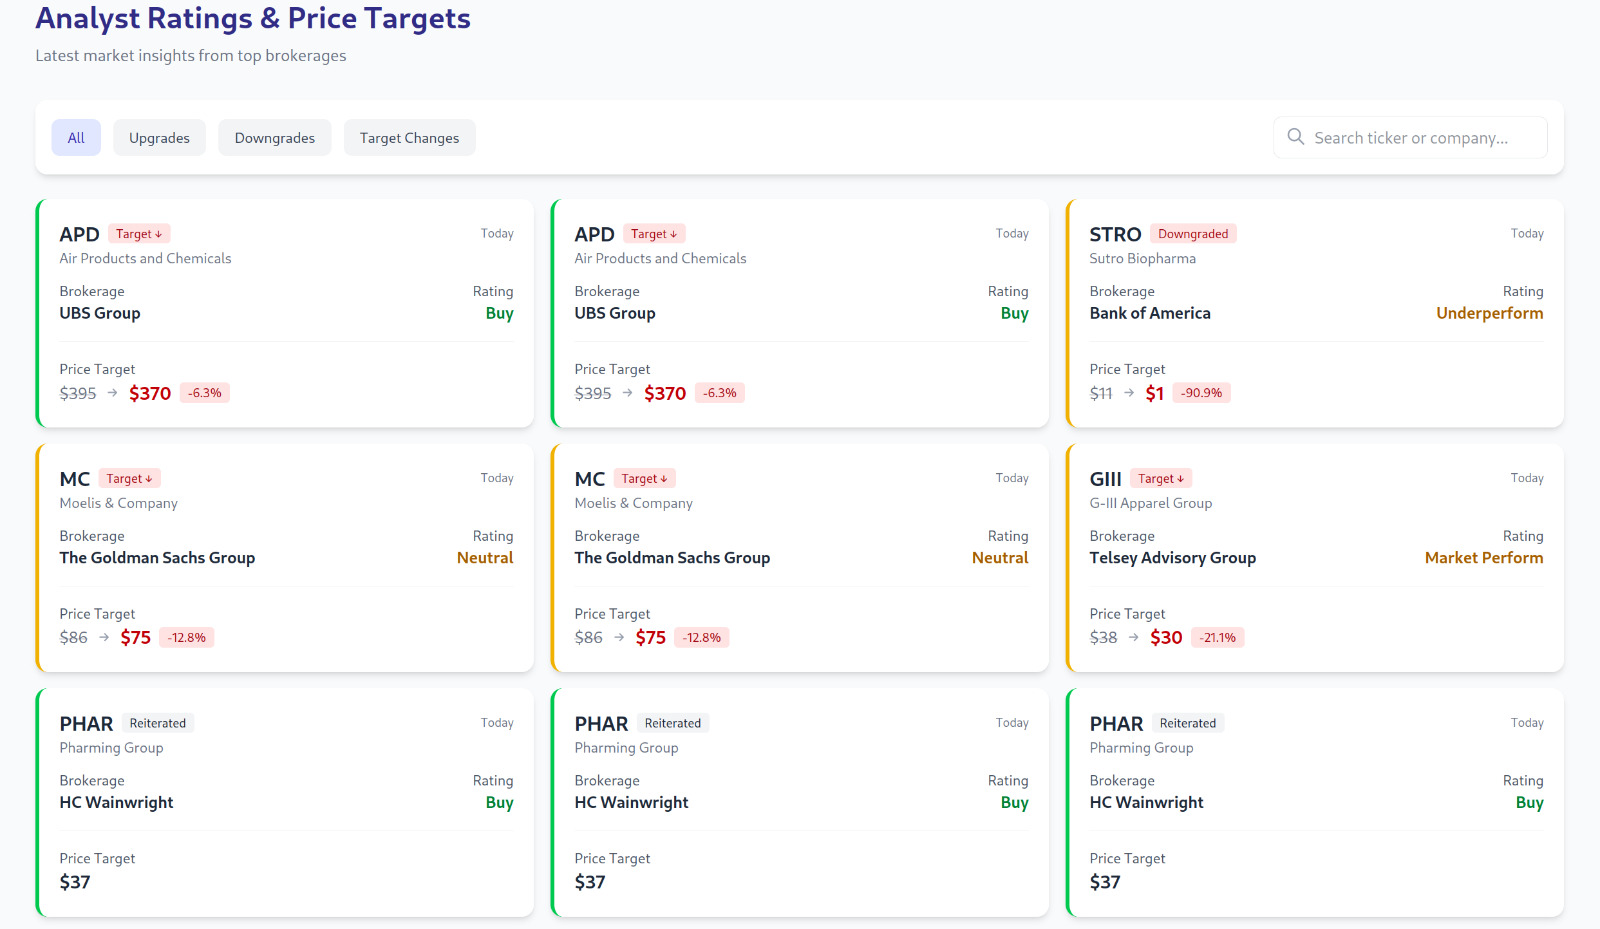 Analyst Ratings & Price Targets
Latest market insights from top brokerages
All
Upgrades
Downgrades
Target Changes
Search ticker or company...
APD Target ↓ Today
Air Products and Chemicals
Brokerage Rating
UBS Group Buy
Price Target
$395 → $370 -6.3%
APD Target ↓ Today
Air Products and Chemicals
Brokerage Rating
UBS Group Buy
Price Target
$395 → $370 -6.3%
STRO Downgraded Today
Sutro Biopharma
Brokerage Rating
Bank of America Underperform
Price Target
$11 → $1 -90.9%
MC Target ↓ Today
Moelis & Company
Brokerage Rating
The Goldman Sachs Group Neutral
Price Target
$86 → $75 -12.8%
MC Target ↓ Today
Moelis & Company
Brokerage Rating
The Goldman Sachs Group Neutral
Price Target
$86 → $75 -12.8%
GIII Target ↓ Today
G-III Apparel Group
Brokerage Rating
Telsey Advisory Group Market Perform
Price Target
$38 → $30 -21.1%
PHAR Reiterated Today
Pharming Group
Brokerage Rating
HC Wainwright Buy
Price Target
$37
PHAR Reiterated Today
Pharming Group
Brokerage Rating
HC Wainwright Buy
Price Target
$37
PHAR Reiterated Today
Pharming Group
Brokerage Rating
HC Wainwright Buy
Price Target
$37